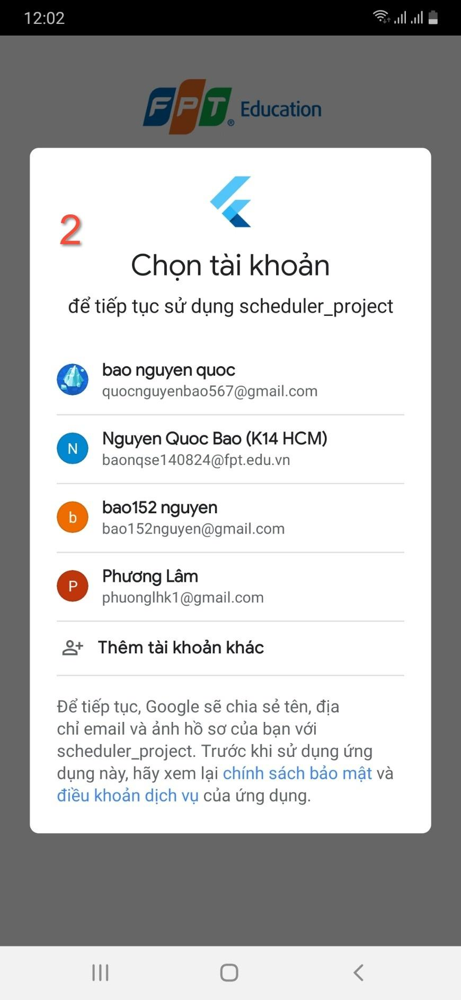 12:02
FPT® Education
2
Chọn tài khoản
để tiếp tục sử dụng scheduler_project
bao nguyen quoc
quocnguyenbao567@gmail.com
N
Nguyen Quoc Bao (K14 HCM)
baonqse140824@fpt.edu.vn
b
bao152 nguyen
bao152nguyen@gmail.com
P
Phương Lâm
phuonglhk1@gmail.com
Thêm tài khoản khác
Để tiếp tục, Google sẽ chia sẻ tên, địa
chỉ email và ảnh hồ sơ của bạn với
scheduler_project. Trước khi sử dụng ứng
dụng này, hãy xem lại chính sách bảo mật và
điều khoản dịch vụ của ứng dụng.